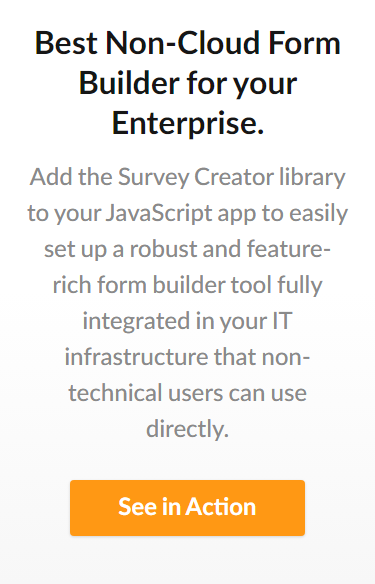 Best Non-Cloud Form
Builder for your
Enterprise.
Add the Survey Creator library
to your JavaScript app to easily
set up a robust and feature-
rich form builder tool fully
integrated in your IT
infrastructure that non-
technical users can use
directly.
See in Action